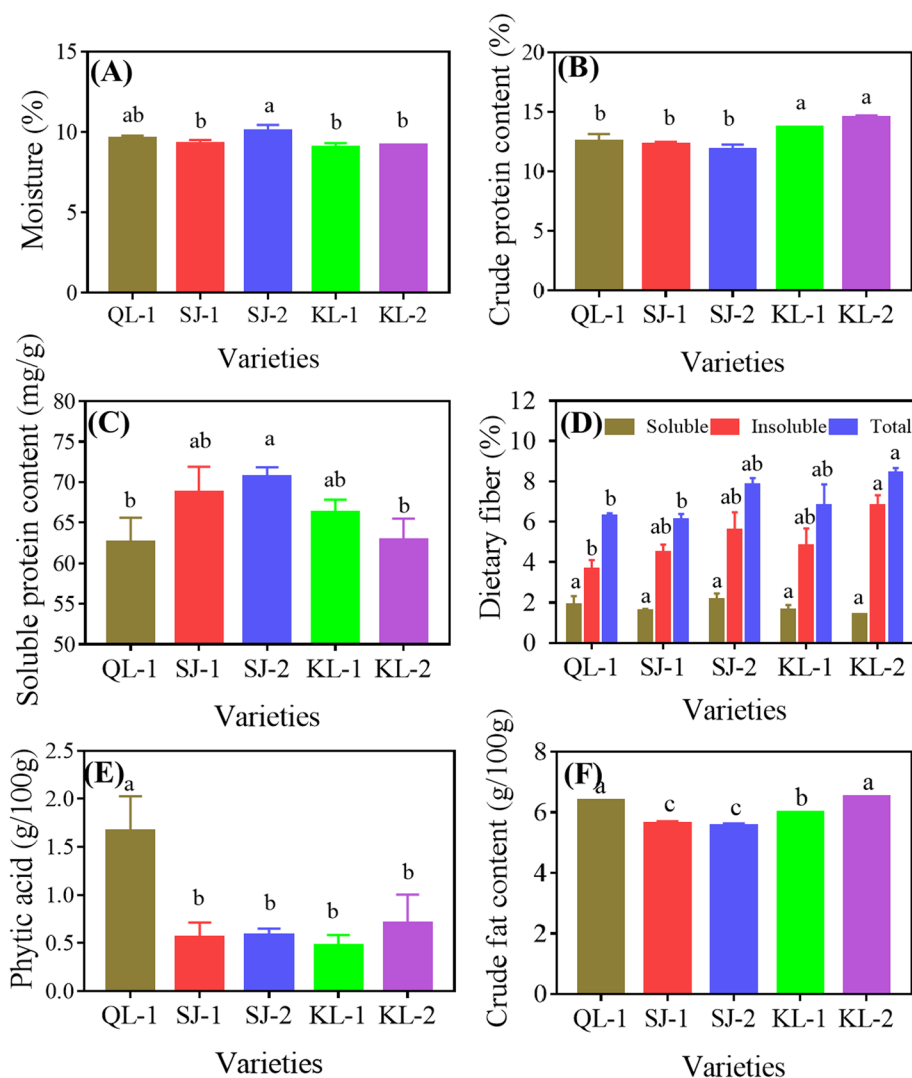 (A)
Moisture (%)
15
10
5
0
ab b a b b
QL-1 SJ-1 SJ-2 KL-1 KL-2
Varieties
(B)
Crude protein content (%)
20
15
10
5
0
b b b a a
QL-1 SJ-1 SJ-2 KL-1 KL-2
Varieties
(C)
Soluble protein content (mg/g)
80
75
70
65
60
55
50
b ab a ab b
QL-1 SJ-1 SJ-2 KL-1 KL-2
Varieties
(D)
Dietary fiber (%)
Soluble Insoluble Total
12
10
8
6
4
2
0
a b b a ab b a ab ab a ab ab a a a
QL-1 SJ-1 SJ-2 KL-1 KL-2
Varieties
(E)
Phytic acid (g/100g)
2.5
2.0
1.5
1.0
0.5
0.0
a b b b b
QL-1 SJ-1 SJ-2 KL-1 KL-2
Varieties
(F)
Crude fat content (g/100g)
8
6
4
2
0
a c c b a
QL-1 SJ-1 SJ-2 KL-1 KL-2
Varieties